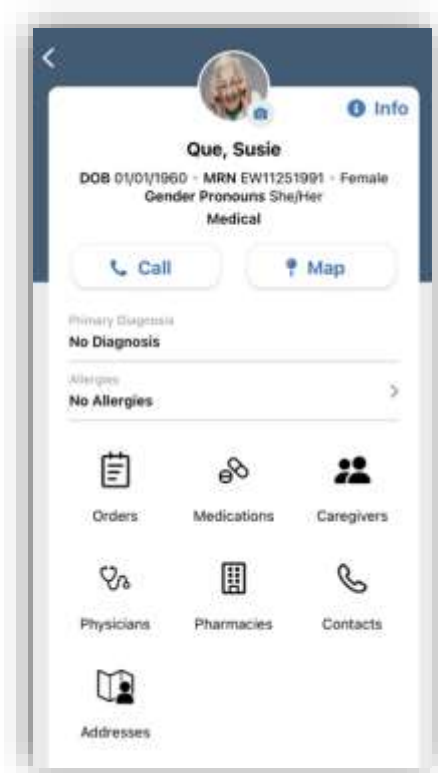 Info
Que, Susie
DOB 01/01/1960 • MRN EW11251991 • Female
Gender Pronouns She/Her
Medical
Call
Map
Primary Diagnosis
No Diagnosis
Allergies
No Allergies
Orders
Medications
Caregivers
Physicians
Pharmacies
Contacts
Addresses